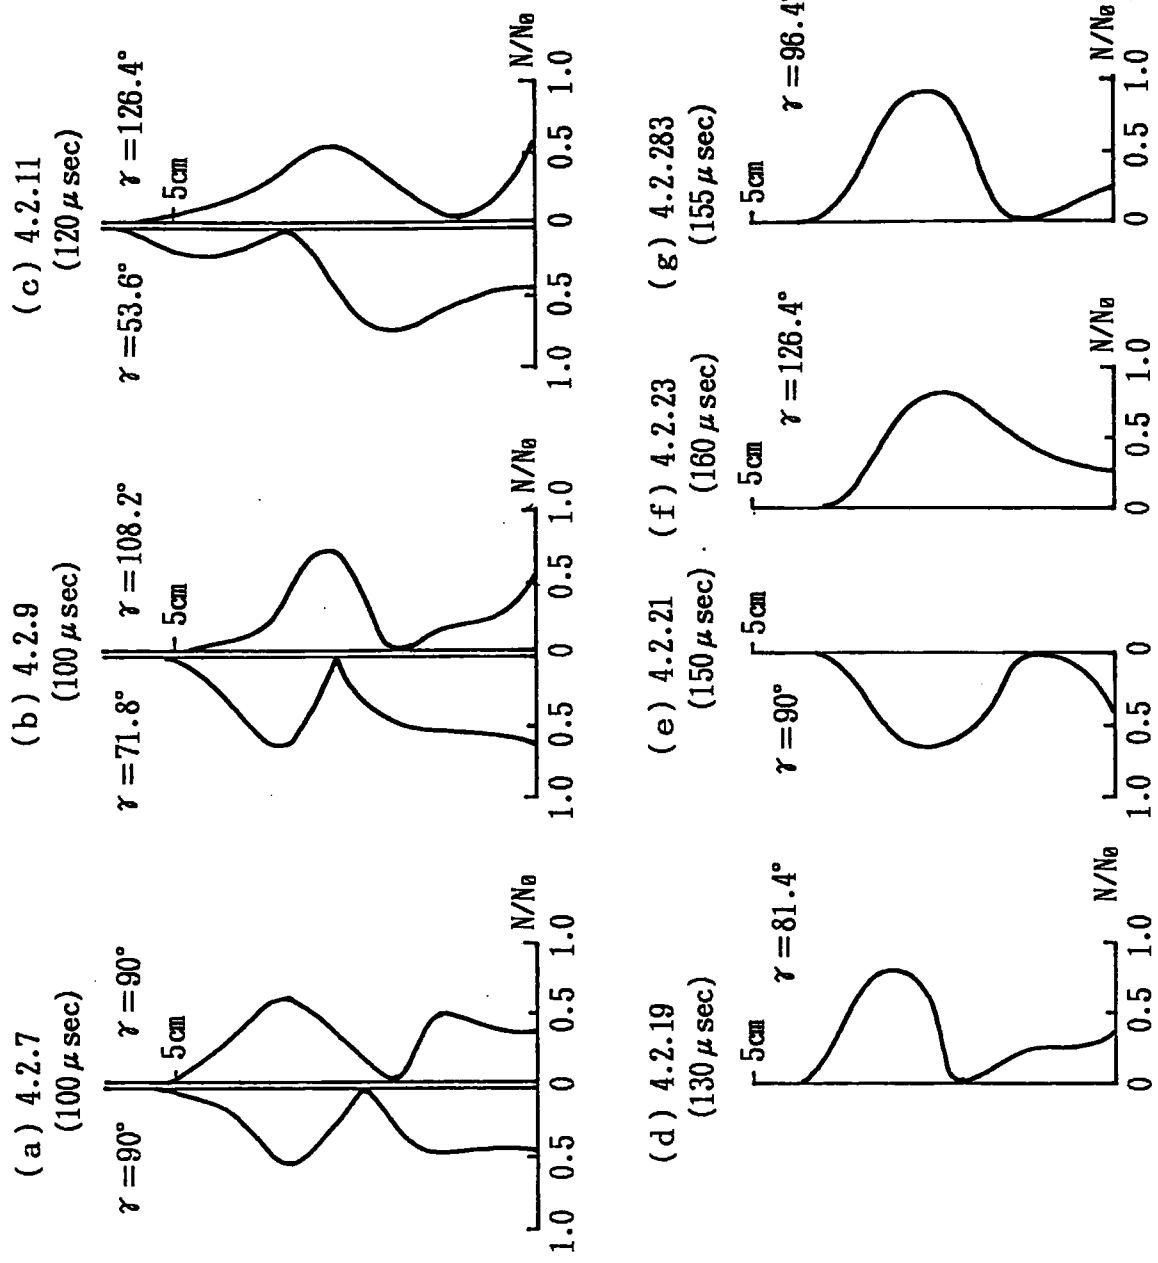 (a) 4.2.7
(100 μsec)
γ=90°
γ=90°
5cm
N/N₀
1.0
0.5
0
0.5
1.0
(b) 4.2.9
(100 μsec)
γ=71.8°
γ=108.2°
5cm
N/N₀
1.0
0.5
0
0.5
1.0
(c) 4.2.11
(120 μsec)
γ=53.6°
γ=126.4°
5cm
N/N₀
1.0
0.5
0
0.5
1.0
(d) 4.2.19
(130 μsec)
γ=81.4°
5cm
N/N₀
0
0.5
1.0
(e) 4.2.21
(150 μsec)
γ=90°
5cm
1.0
0.5
0
(f) 4.2.23
(160 μsec)
γ=126.4°
5cm
N/N₀
0
0.5
1.0
(g) 4.2.283
(155 μsec)
γ=96.4°
5cm
N/N₀
0
0.5
1.0